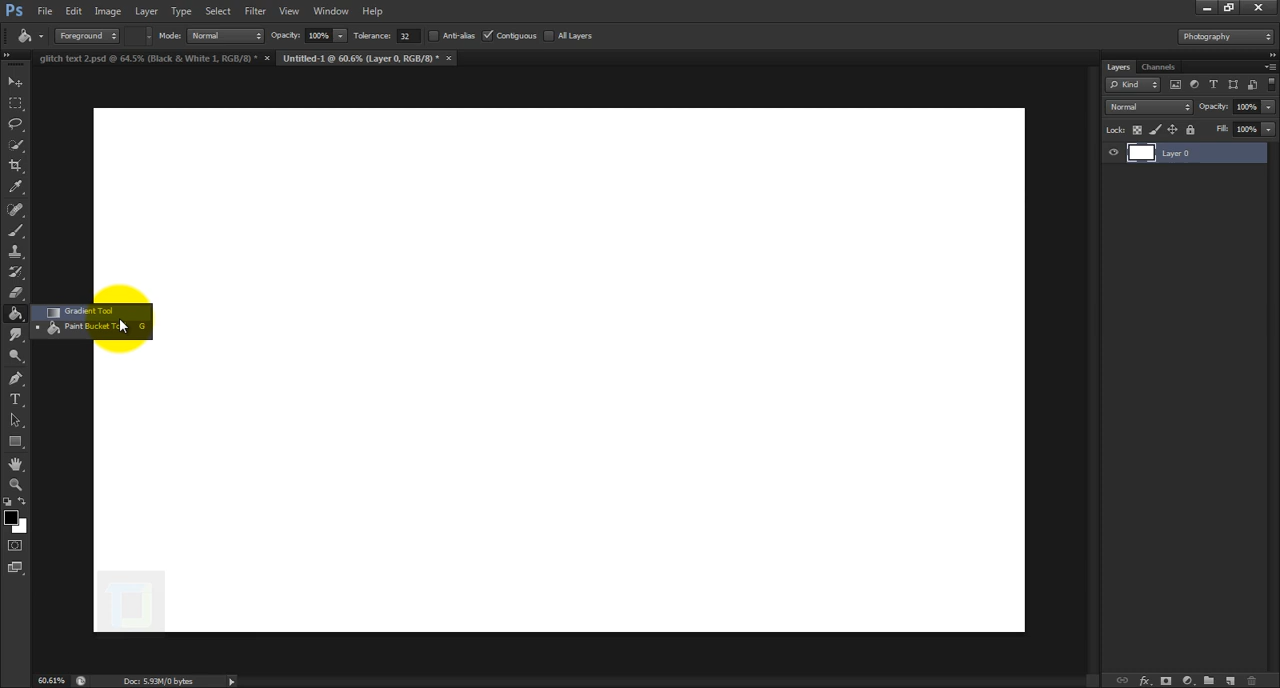 Ps File Edit Image Layer Type Select Filter View Window Help
Foreground Mode: Normal Opacity: 100% Tolerance: 32 Anti-alias Contiguous All Layers Photography
glitch text 2.psd @ 64.5% (Black & White 1, RGB/8) * × Untitled-1 @ 60.6% (Layer 0, RGB/8) * ×
Layers Channels
Kind
Normal Opacity: 100%
Lock: Fill: 100%
Layer 0
Gradient Tool
Paint Bucket G
60.61% Doc: 5.93M/0 bytes